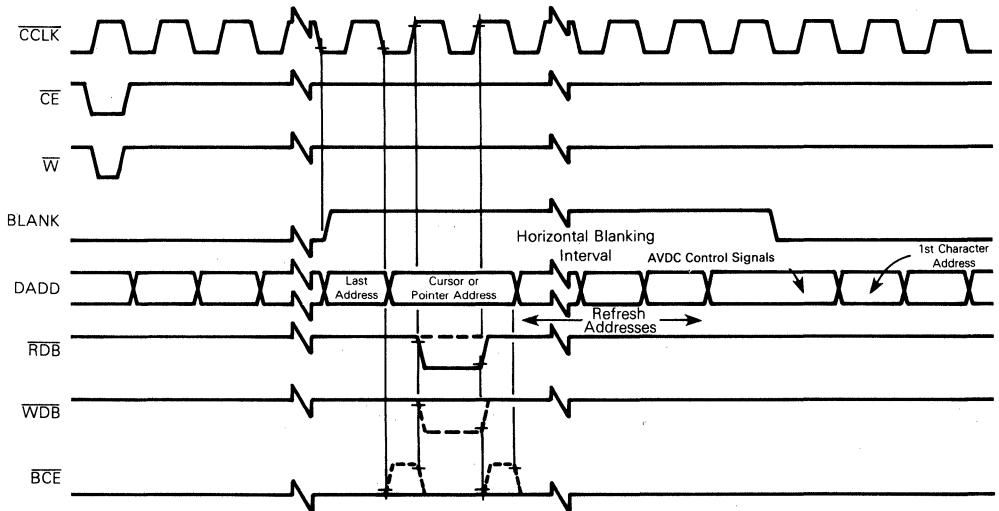 CCLK
CE
W
BLANK
Horizontal Blanking
Interval
AVDC Control Signals
1st Character
Address
DADD
Last
Address
Cursor or
Pointer Address
Refresh
Addresses
RDB
WDB
BCE